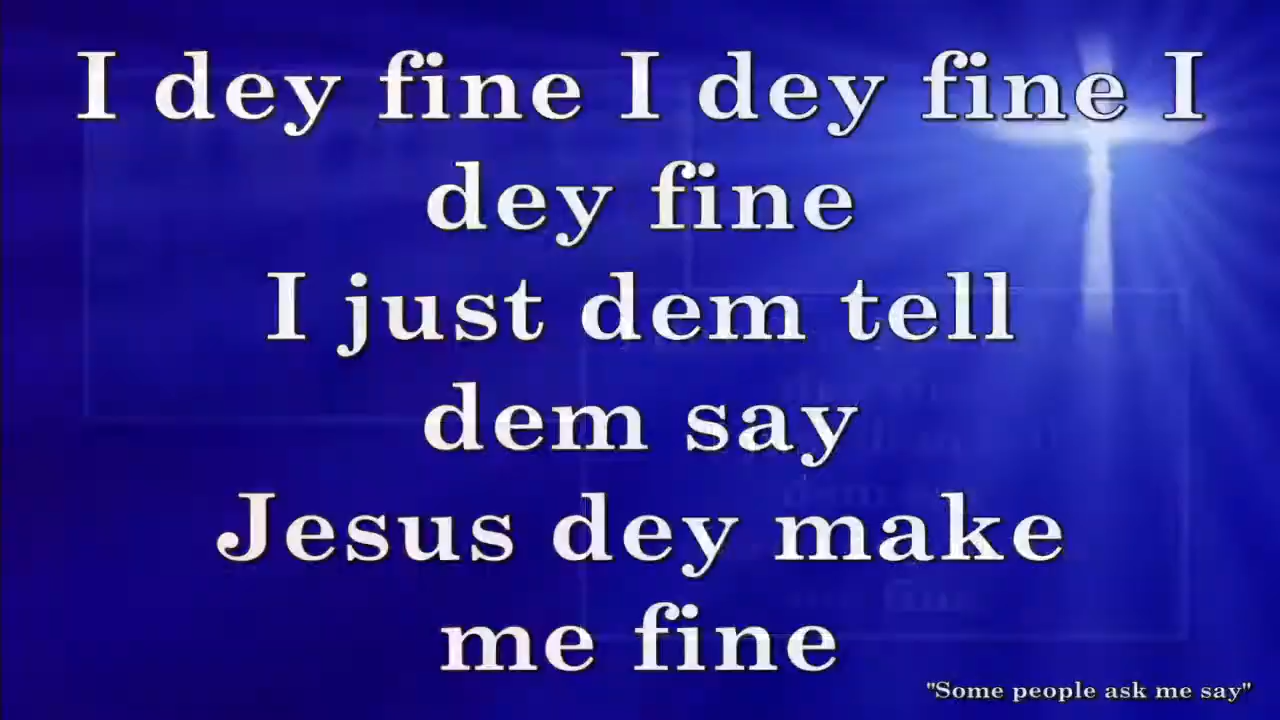 I dey fine I dey fine I
dey fine
I just dem tell
dem say
Jesus dey make
me fine
"Some people ask me say"